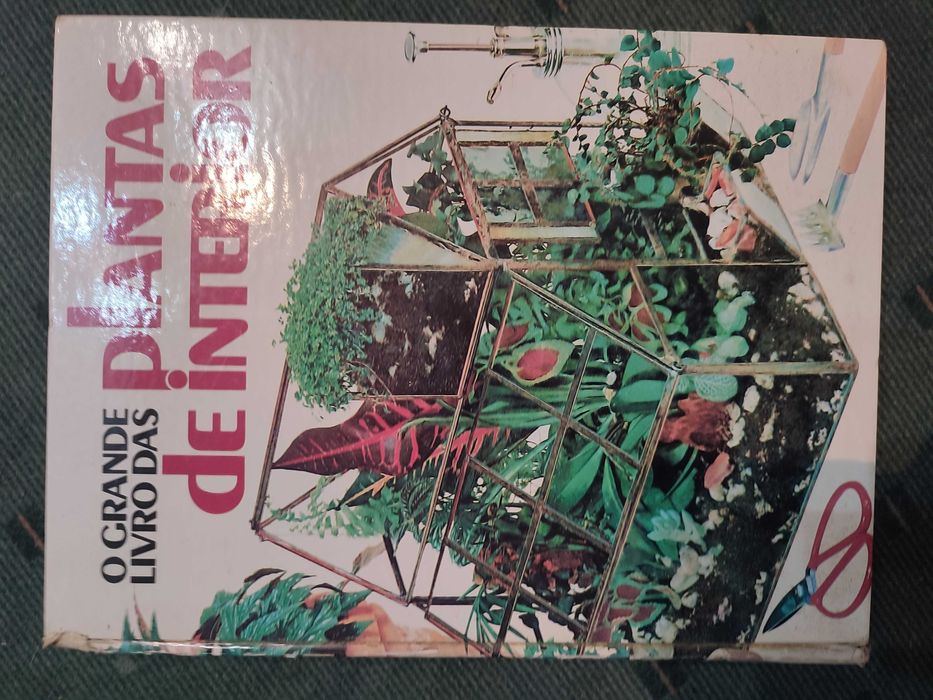 O GRANDE
LIVRO DAS
PLANTAS
de iNTERiOR